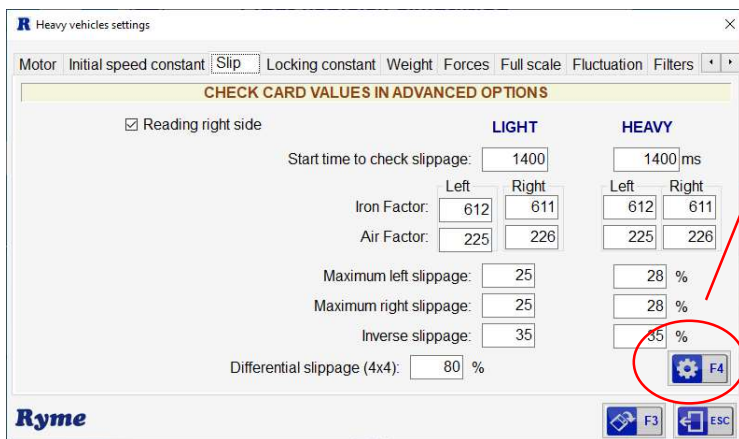 R Heavy vehicles settings
Motor Initial speed constant Slip Locking constant Weight Forces Full scale Fluctuation Filters
CHECK CARD VALUES IN ADVANCED OPTIONS
Reading right side LIGHT HEAVY
Start time to check slippage: 1400 1400 ms
Left Right Left Right
Iron Factor: 612 611 612 611
Air Factor: 225 226 225 226
Maximum left slippage: 25 28 %
Maximum right slippage: 25 28 %
Inverse slippage: 35 35 %
Differential slippage (4x4): 80 %
F4
Ryme F3 ESC